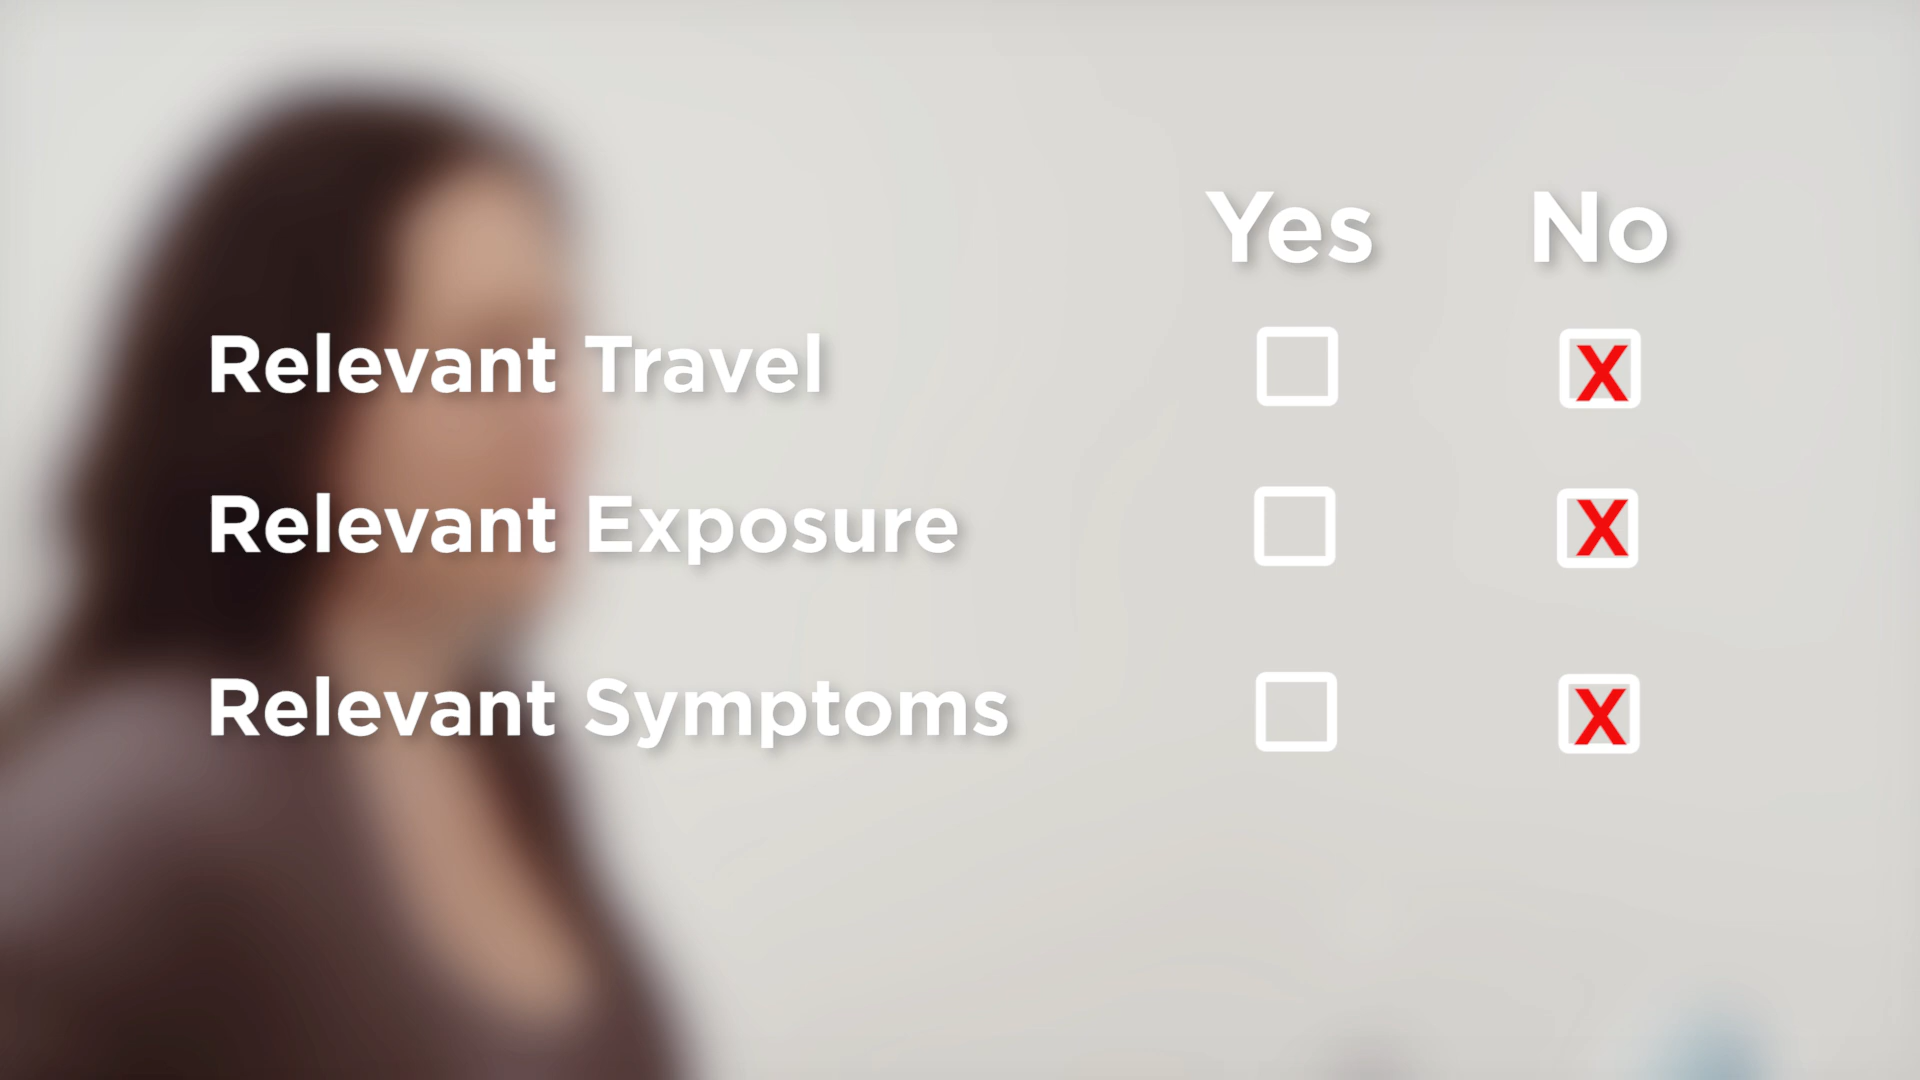 Yes No
Relevant Travel X
Relevant Exposure X
Relevant Symptoms X